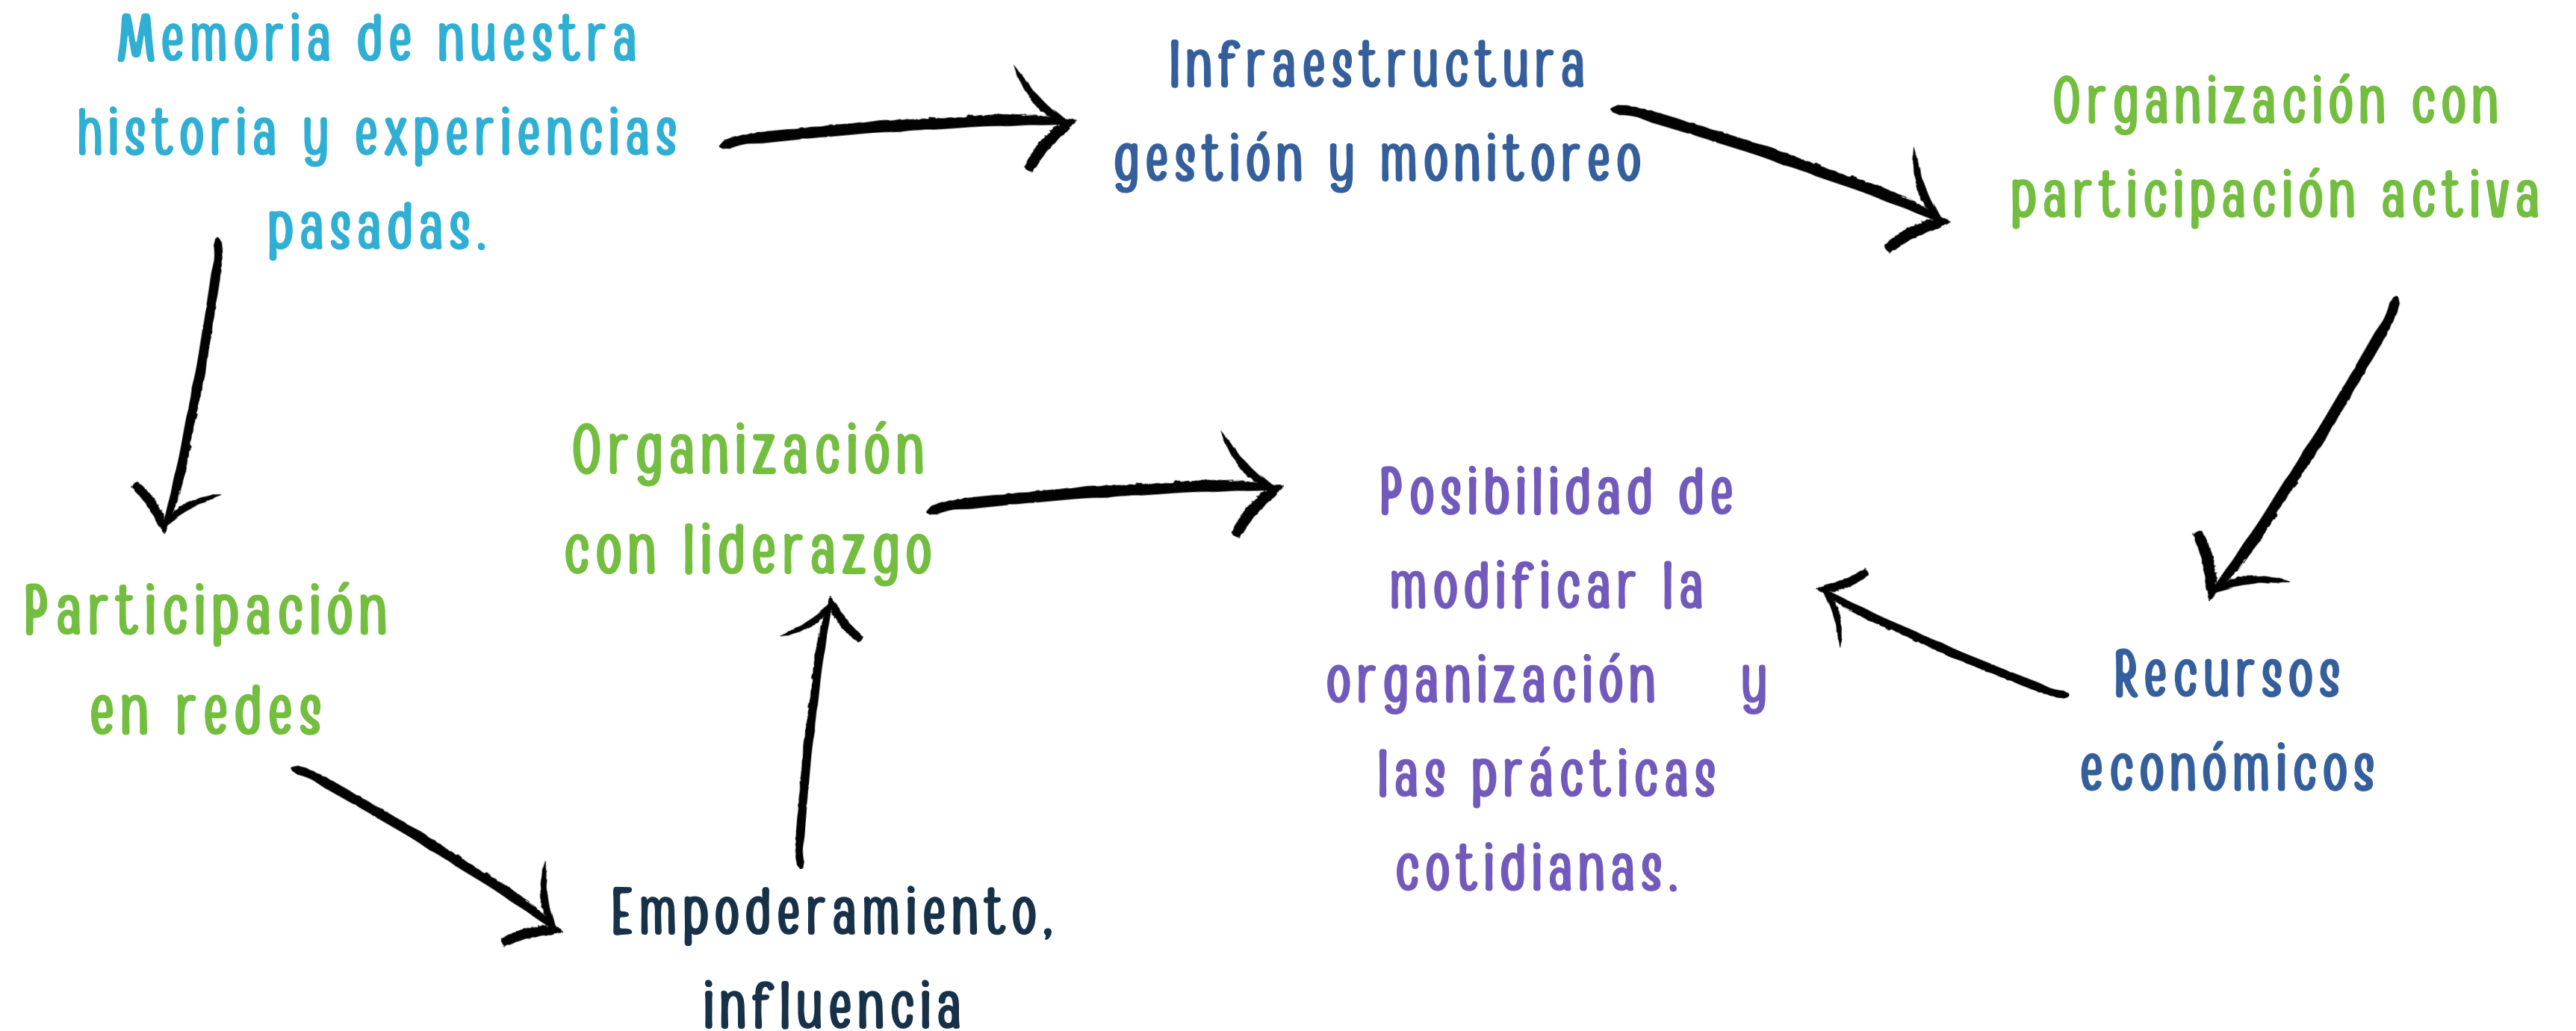 Memoria de nuestra
historia y experiencias
pasadas.
Infraestructura
gestión y monitoreo
Organización con
participación activa
Organización
con liderazgo
Posibilidad de
modificar la
organización y
las prácticas
cotidianas.
Participación
en redes
Recursos
económicos
Empoderamiento,
influencia